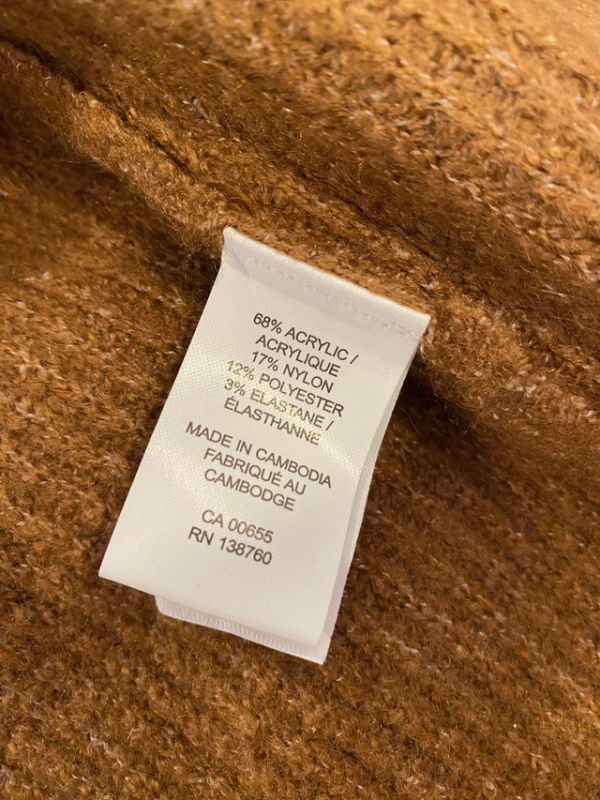 68% ACRYLIC /
ACRYLIQUE
17% NYLON
12% POLYESTER
3% ELASTANE /
ÉLASTHANNE
MADE IN CAMBODIA
FABRIQUÉ AU
CAMBODGE
CA 00655
RN 138760